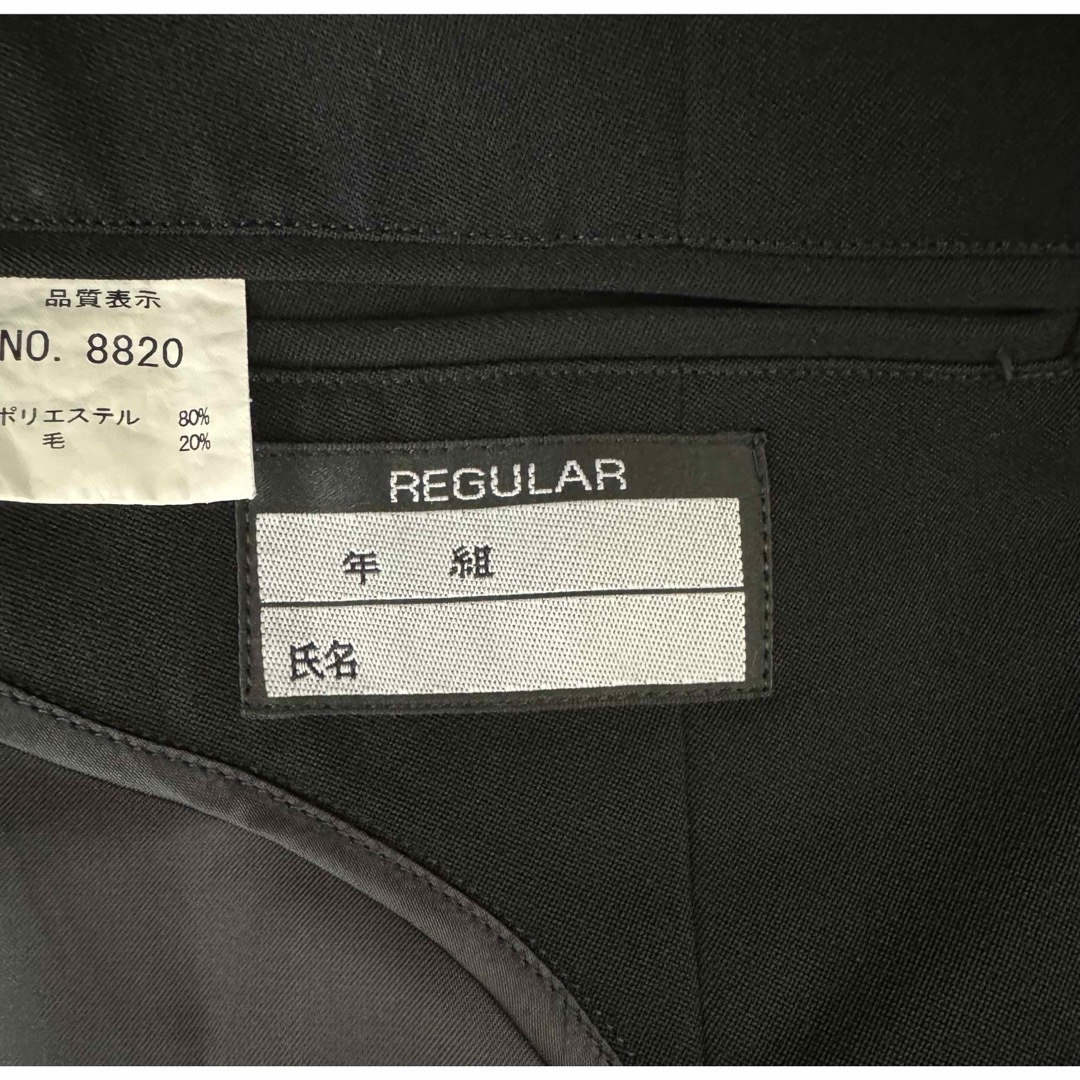 品質表示
NO. 8820
ポリエステル 80%
毛 20%
REGULAR
年 組
氏名